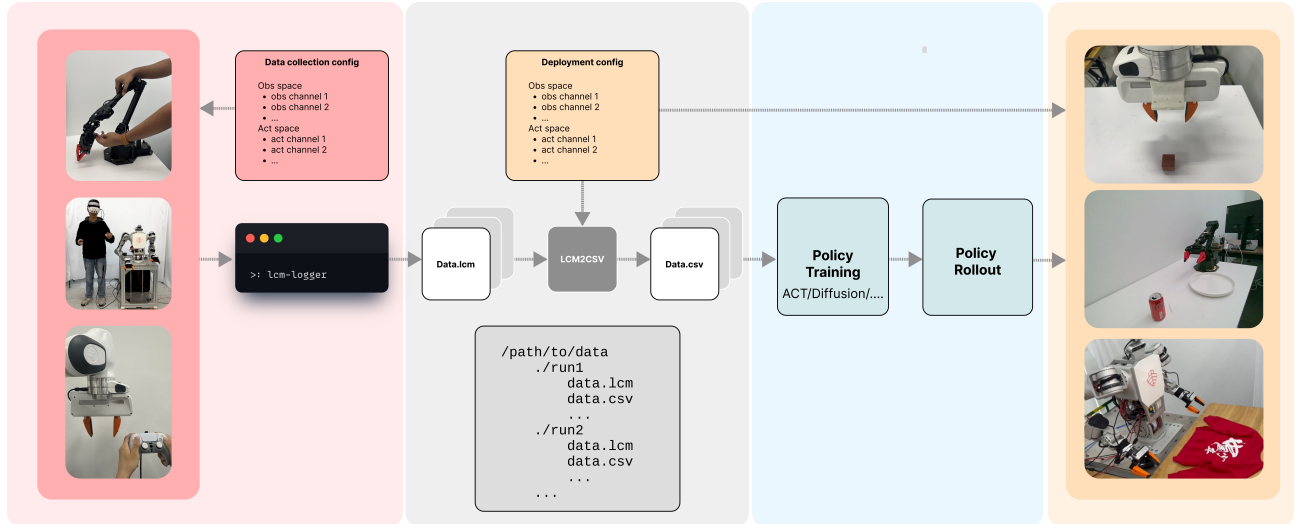 Data collection config
Obs space
• obs channel 1
• obs channel 2
• ...
Act space
• act channel 1
• act channel 2
• ...
>: lcm-logger
Deployment config
Obs space
• obs channel 1
• obs channel 2
• ...
Act space
• act channel 1
• act channel 2
• ...
Data.lcm
LCM2CSV
Data.csv
/path/to/data
./run1
data.lcm
data.csv
...
./run2
data.lcm
data.csv
...
...
Policy
Training
ACT/Diffusion/....
Policy
Rollout